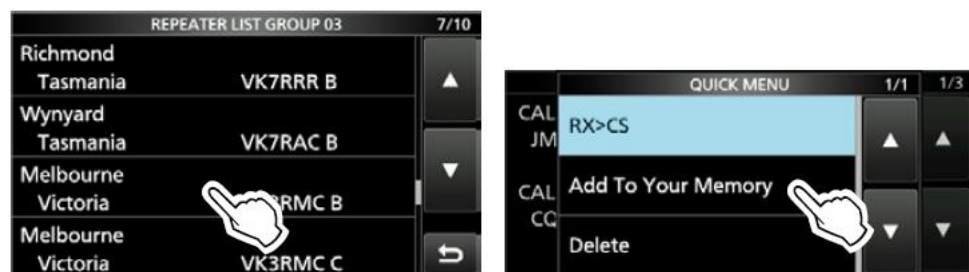 REPEATER LIST GROUP 03 7/10
Richmond
Tasmania VK7RRR B
Wynyard
Tasmania VK7RAC B
Melbourne
Victoria RMC B
Melbourne
Victoria VK3RMC C
QUICK MENU 1/1 1/3
CAL
JM
RX>CS
CAL
CQ
Add To Your Memory
Delete